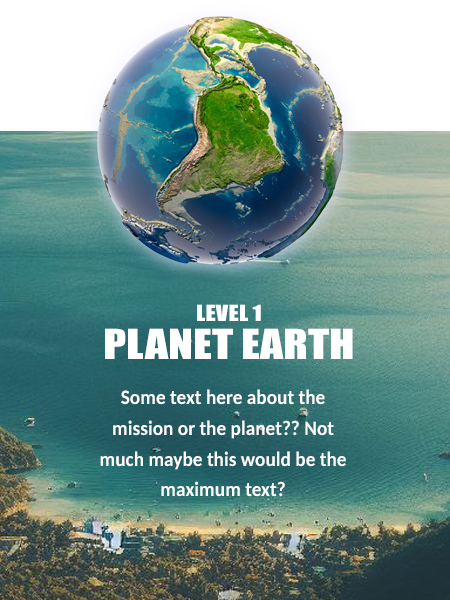 LEVEL 1
PLANET EARTH
Some text here about the
mission or the planet?? Not
much maybe this would be the
maximum text?